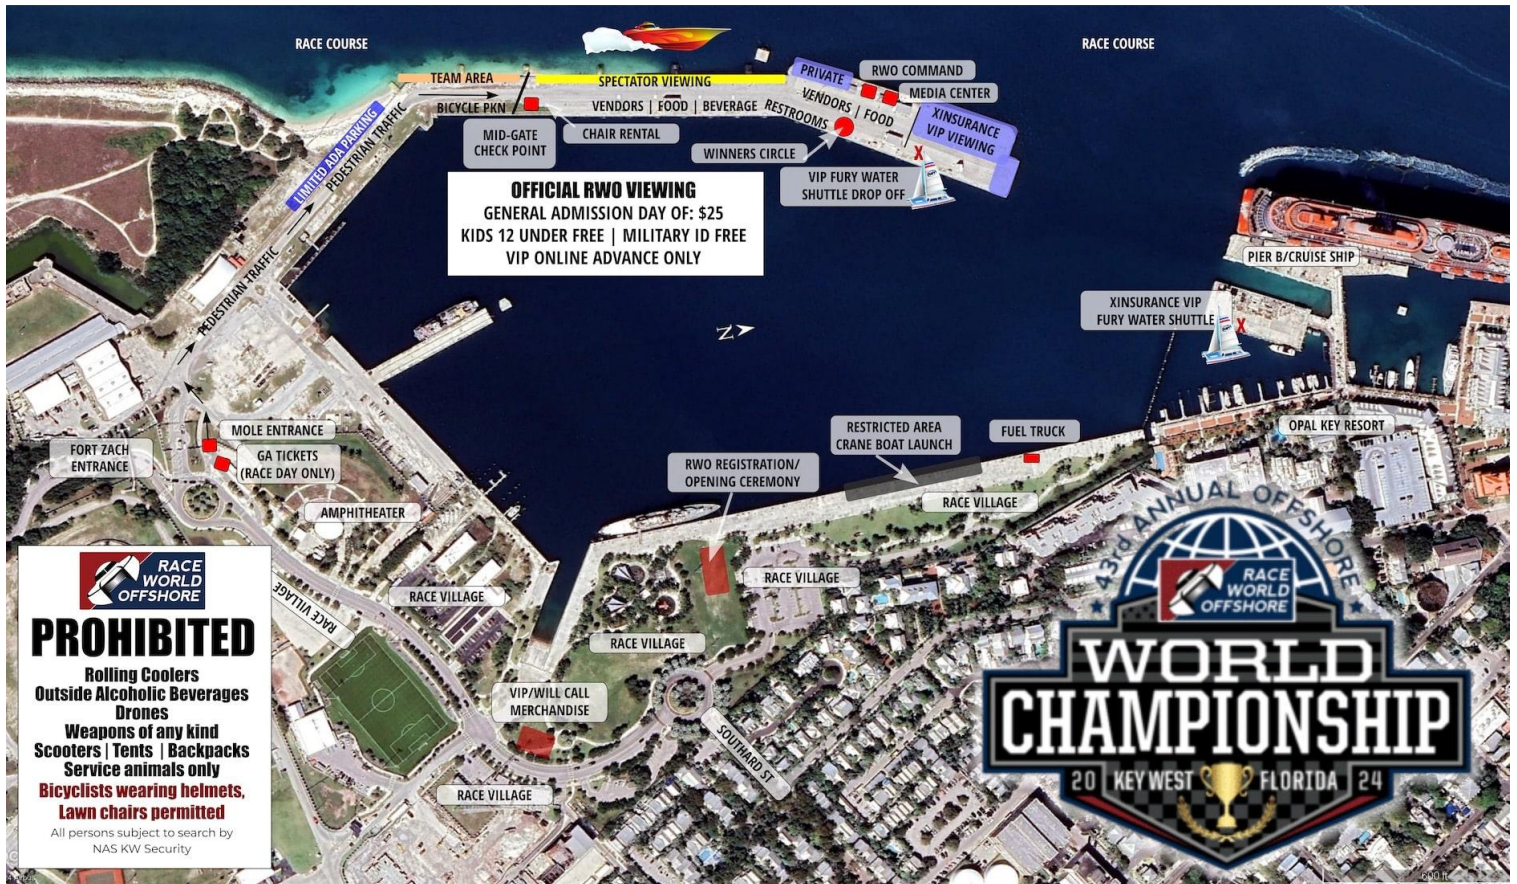 RACE COURSE
RACE COURSE
TEAM AREA
SPECTATOR VIEWING
PRIVATE
RWO COMMAND
MEDIA CENTER
BICYCLE PKN
VENDORS | FOOD | BEVERAGE
RESTROOMS
VENDORS | FOOD
XINSURANCE
VIP VIEWING
LIMITED ADA PARKING
PEDESTRIAN TRAFFIC
MID-GATE
CHECK POINT
CHAIR RENTAL
WINNERS CIRCLE
X
VIP FURY WATER
SHUTTLE DROP OFF
OFFICIAL RWO VIEWING
GENERAL ADMISSION DAY OF: $25
KIDS 12 UNDER FREE | MILITARY ID FREE
VIP ONLINE ADVANCE ONLY
PEDESTRIAN TRAFFIC
PIER B/CRUISE SHIP
XINSURANCE VIP
FURY WATER SHUTTLE
X
N
MOLE ENTRANCE
FORT ZACH
ENTRANCE
GA TICKETS
(RACE DAY ONLY)
AMPHITHEATER
RESTRICTED AREA
CRANE BOAT LAUNCH
FUEL TRUCK
OPAL KEY RESORT
RWO REGISTRATION/
OPENING CEREMONY
RACE VILLAGE
RACE VILLAGE
RACE VILLAGE
RACE VILLAGE
RACE VILLAGE
VIP/WILL CALL
MERCHANDISE
SOUTHARD ST
RACE VILLAGE
RACE
WORLD
OFFSHORE
PROHIBITED
Rolling Coolers
Outside Alcoholic Beverages
Drones
Weapons of any kind
Scooters | Tents | Backpacks
Service animals only
Bicyclists wearing helmets,
Lawn chairs permitted
All persons subject to search by
NAS KW Security
43rd ANNUAL OFFSHORE
RACE
WORLD
OFFSHORE
WORLD
CHAMPIONSHIP
20 KEY WEST FLORIDA 24
600 ft